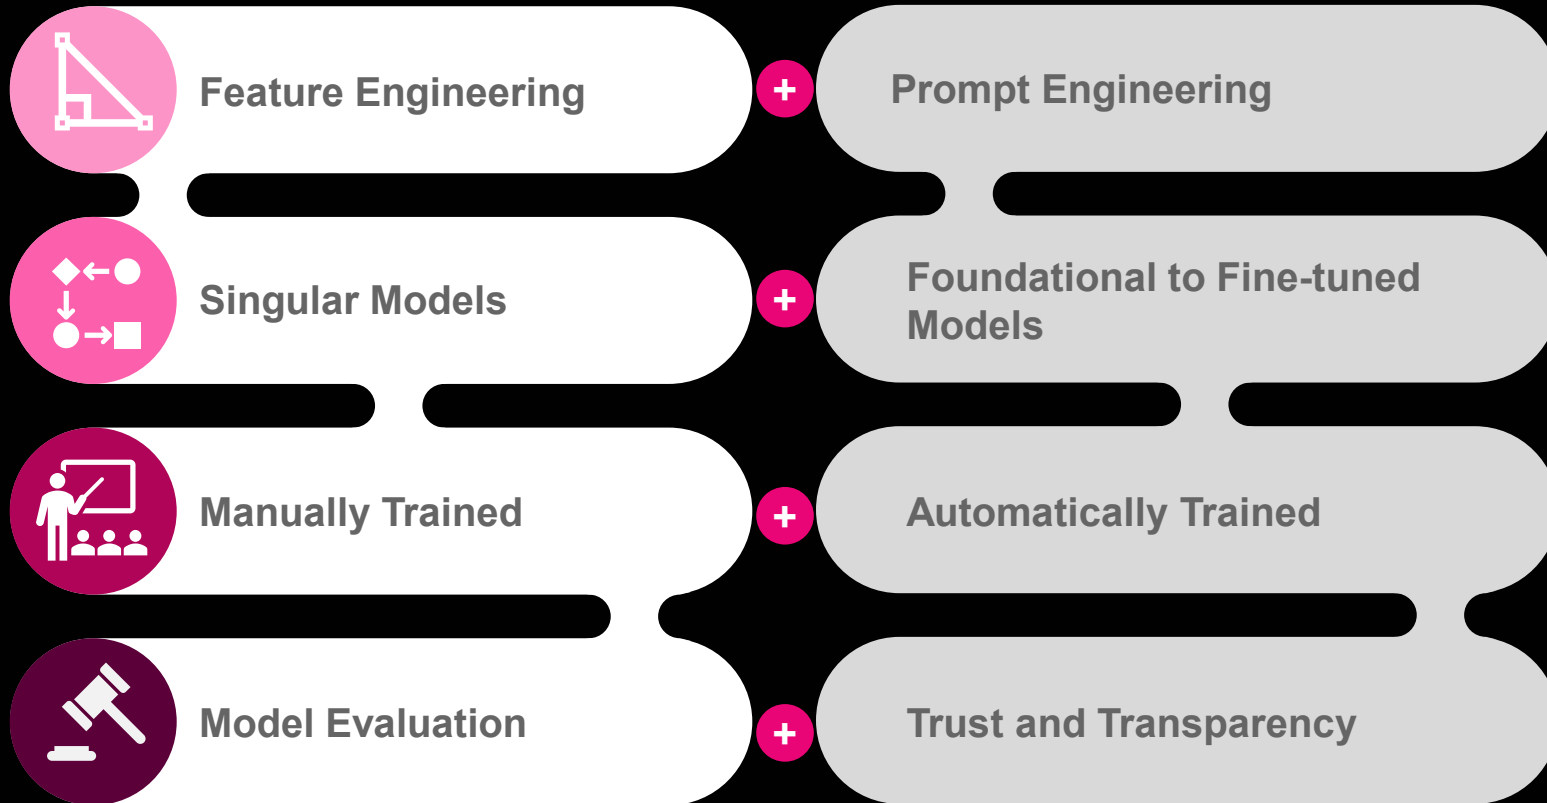 Feature Engineering
+
Prompt Engineering
Singular Models
+
Foundational to Fine-tuned
Models
Manually Trained
+
Automatically Trained
Model Evaluation
+
Trust and Transparency